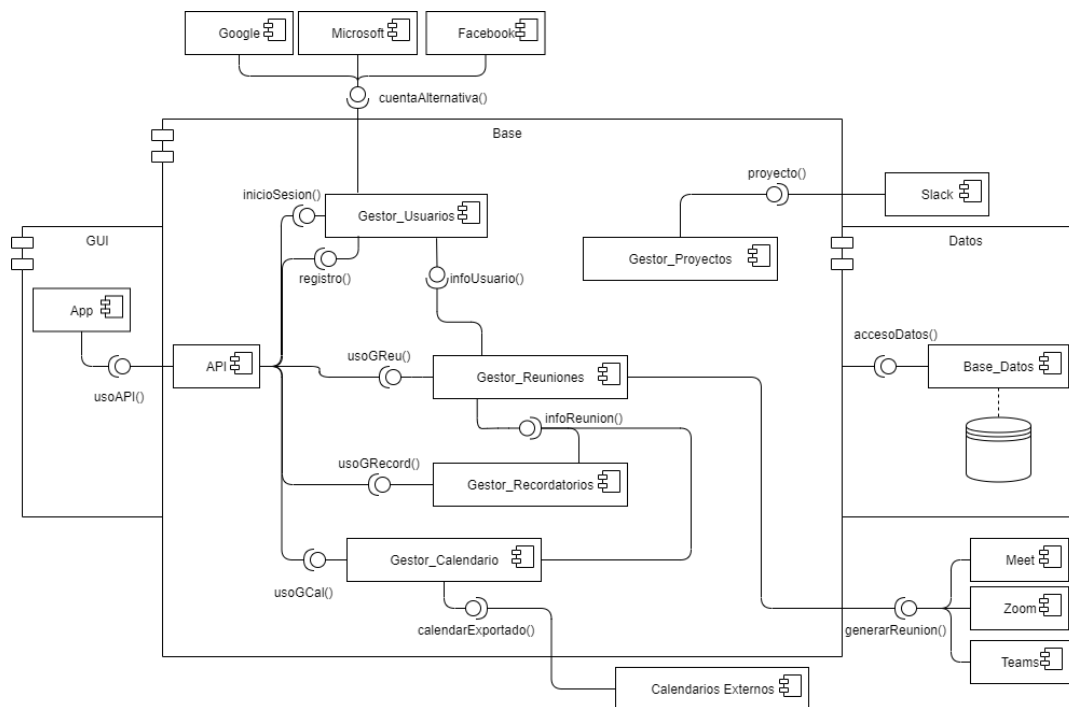 Google
Microsoft
Facebook
cuentaAlternativa()
Base
inicioSesion()
proyecto()
Gestor_Usuarios
Slack
GUI
Datos
registro()
infoUsuario()
Gestor_Proyectos
App
accesoDatos()
usoAPI()
API
usoGReu()
Gestor_Reuniones
Base_Datos
infoReunion()
usoGRecord()
Gestor_Recordatorios
Gestor_Calendario
Meet
usoGCal()
calendarExportado()
generarReunion()
Zoom
Teams
Calendarios Externos